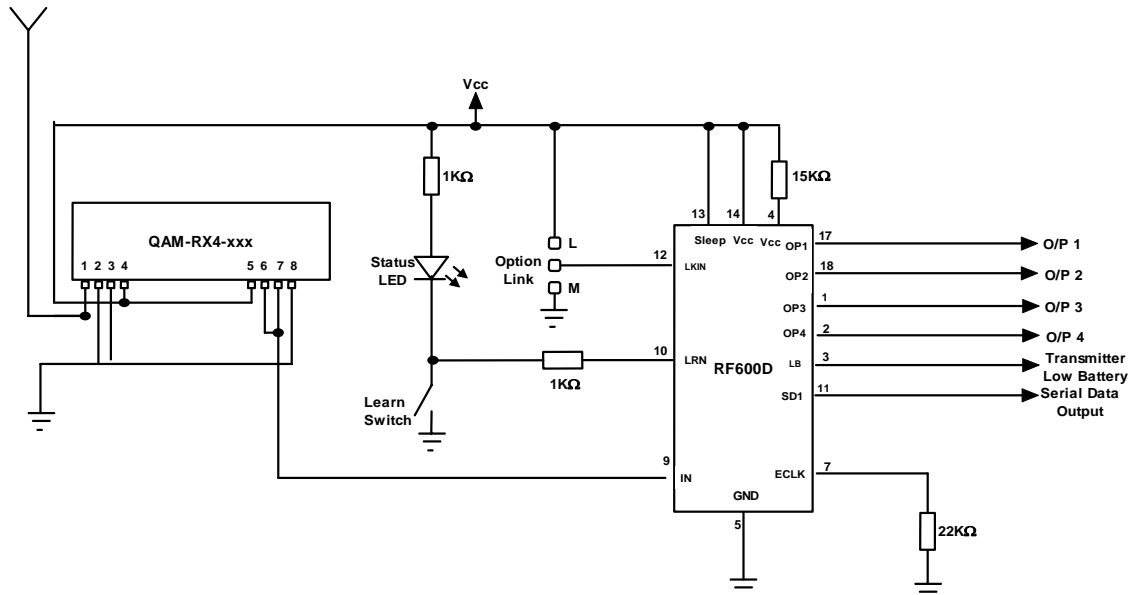 Vcc
1KΩ
15KΩ
QAM-RX4-xxx
1 2 3 4 5 6 7 8
Status
LED
Option
Link
L
M
13 14 4
Sleep Vcc Vcc
12
LKIN
10
LRN
1KΩ
Learn
Switch
9
IN
RF600D
GND
5
OP1
17
O/P 1
OP2
18
O/P 2
OP3
1
O/P 3
OP4
2
O/P 4
LB
3
Transmitter
Low Battery
SD1
11
Serial Data
Output
ECLK
7
22KΩ